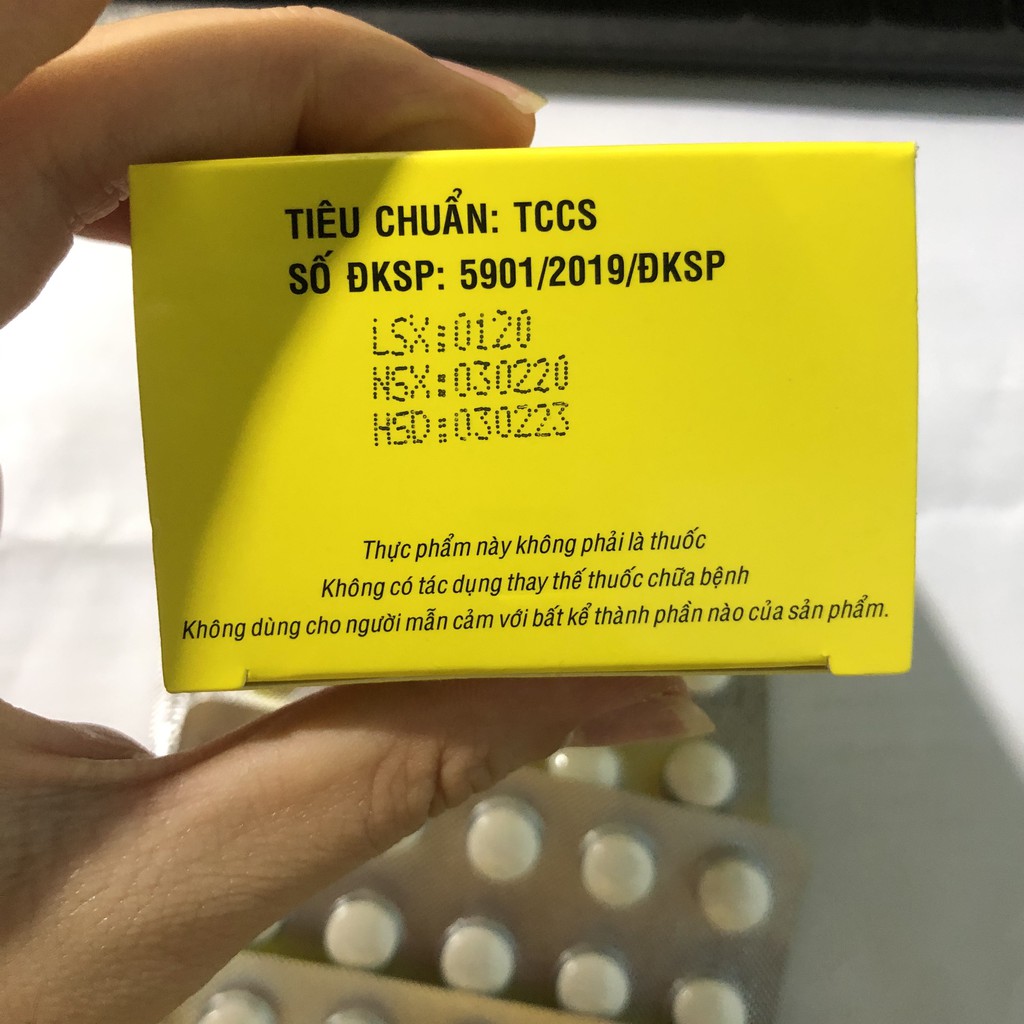 TIÊU CHUẨN: TCCS
SỐ ĐKSP: 5901/2019/ĐKSP
LSX:0120
NSX:030220
HSD:030223
Thực phẩm này không phải là thuốc
Không có tác dụng thay thế thuốc chữa bệnh
Không dùng cho người mẫn cảm với bất kể thành phần nào của sản phẩm.